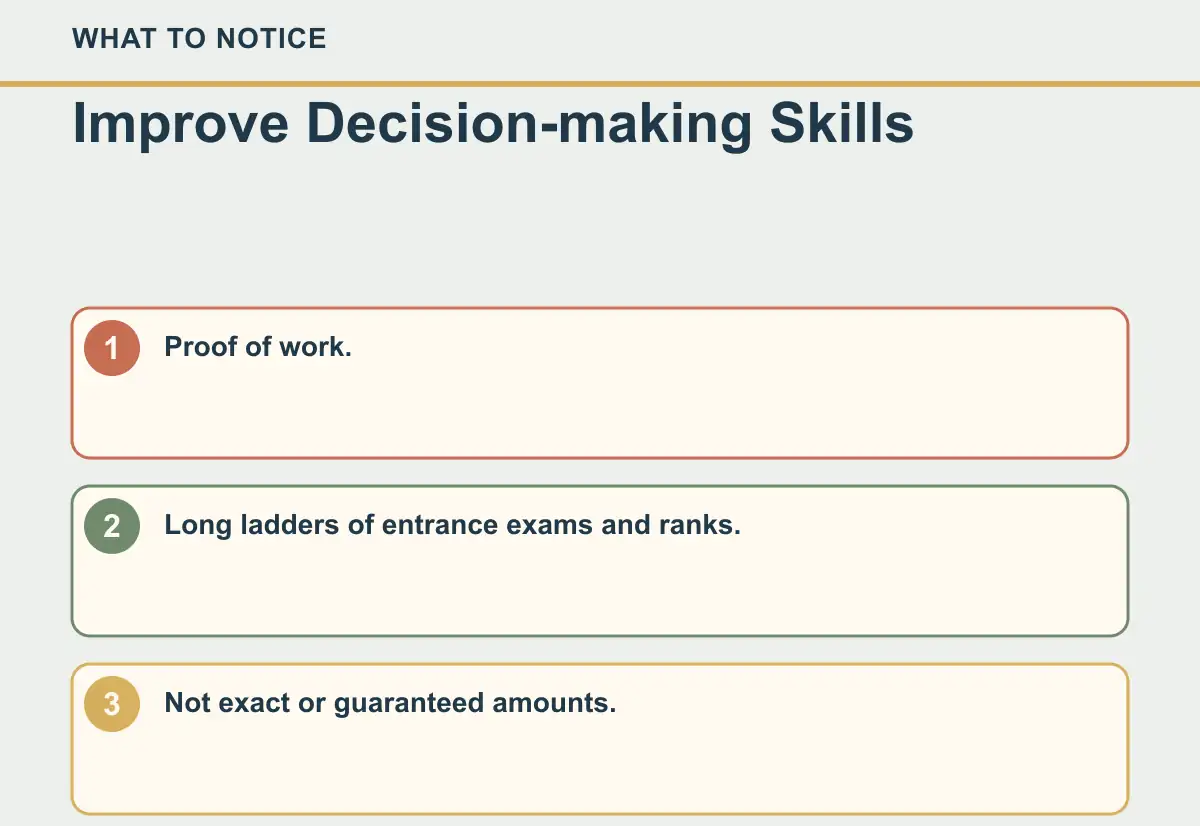 WHAT TO NOTICE
Improve Decision-making Skills
1
Proof of work.
2
Long ladders of entrance exams and ranks.
3
Not exact or guaranteed amounts.